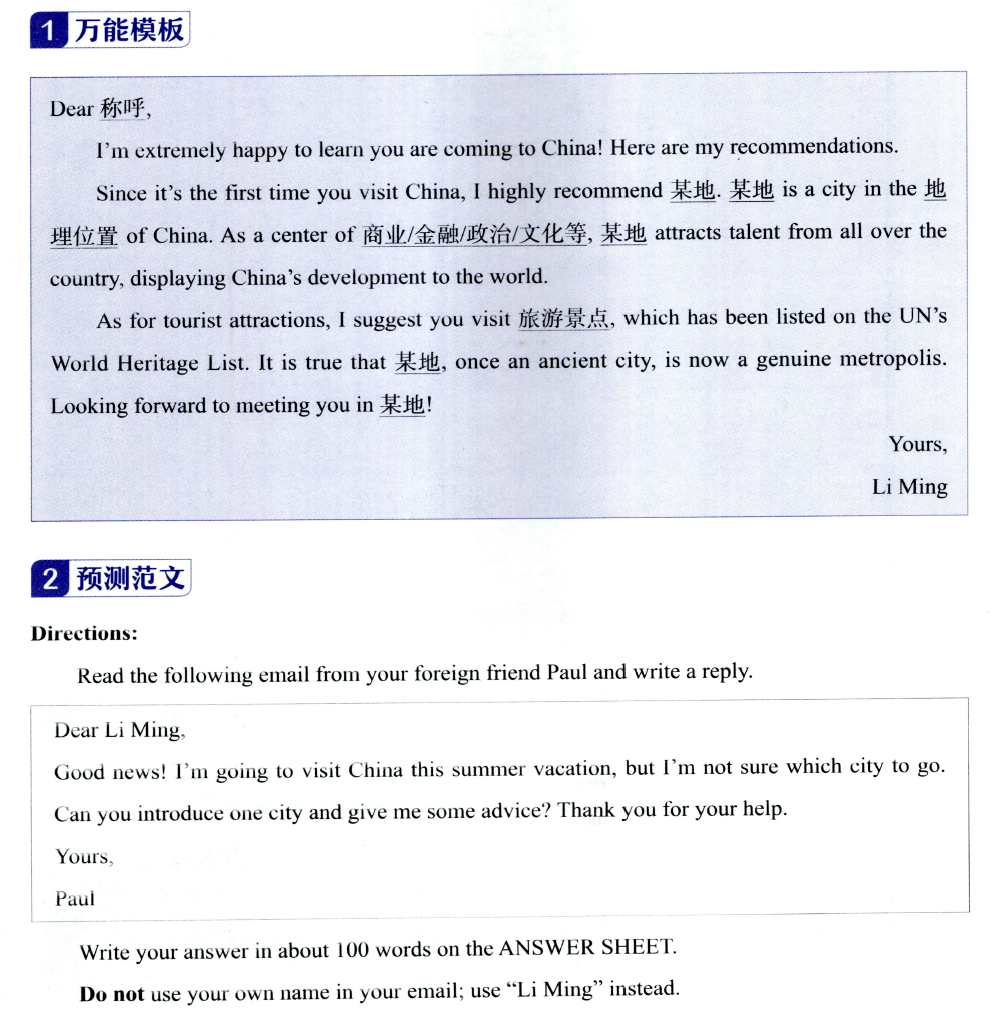 1 万能模板
Dear 称呼,
I'm extremely happy to learn you are coming to China! Here are my recommendations.
Since it's the first time you visit China, I highly recommend 某地. 某地 is a city in the 地
理位置 of China. As a center of 商业/金融/政治/文化等, 某地 attracts talent from all over the
country, displaying China's development to the world.
As for tourist attractions, I suggest you visit 旅游景点, which has been listed on the UN's
World Heritage List. It is true that 某地, once an ancient city, is now a genuine metropolis.
Looking forward to meeting you in 某地!
Yours,
Li Ming
2 预测范文
Directions:
Read the following email from your foreign friend Paul and write a reply.
Dear Li Ming,
Good news! I'm going to visit China this summer vacation, but I'm not sure which city to go.
Can you introduce one city and give me some advice? Thank you for your help.
Yours,
Paul
Write your answer in about 100 words on the ANSWER SHEET.
Do not use your own name in your email; use “Li Ming” instead.